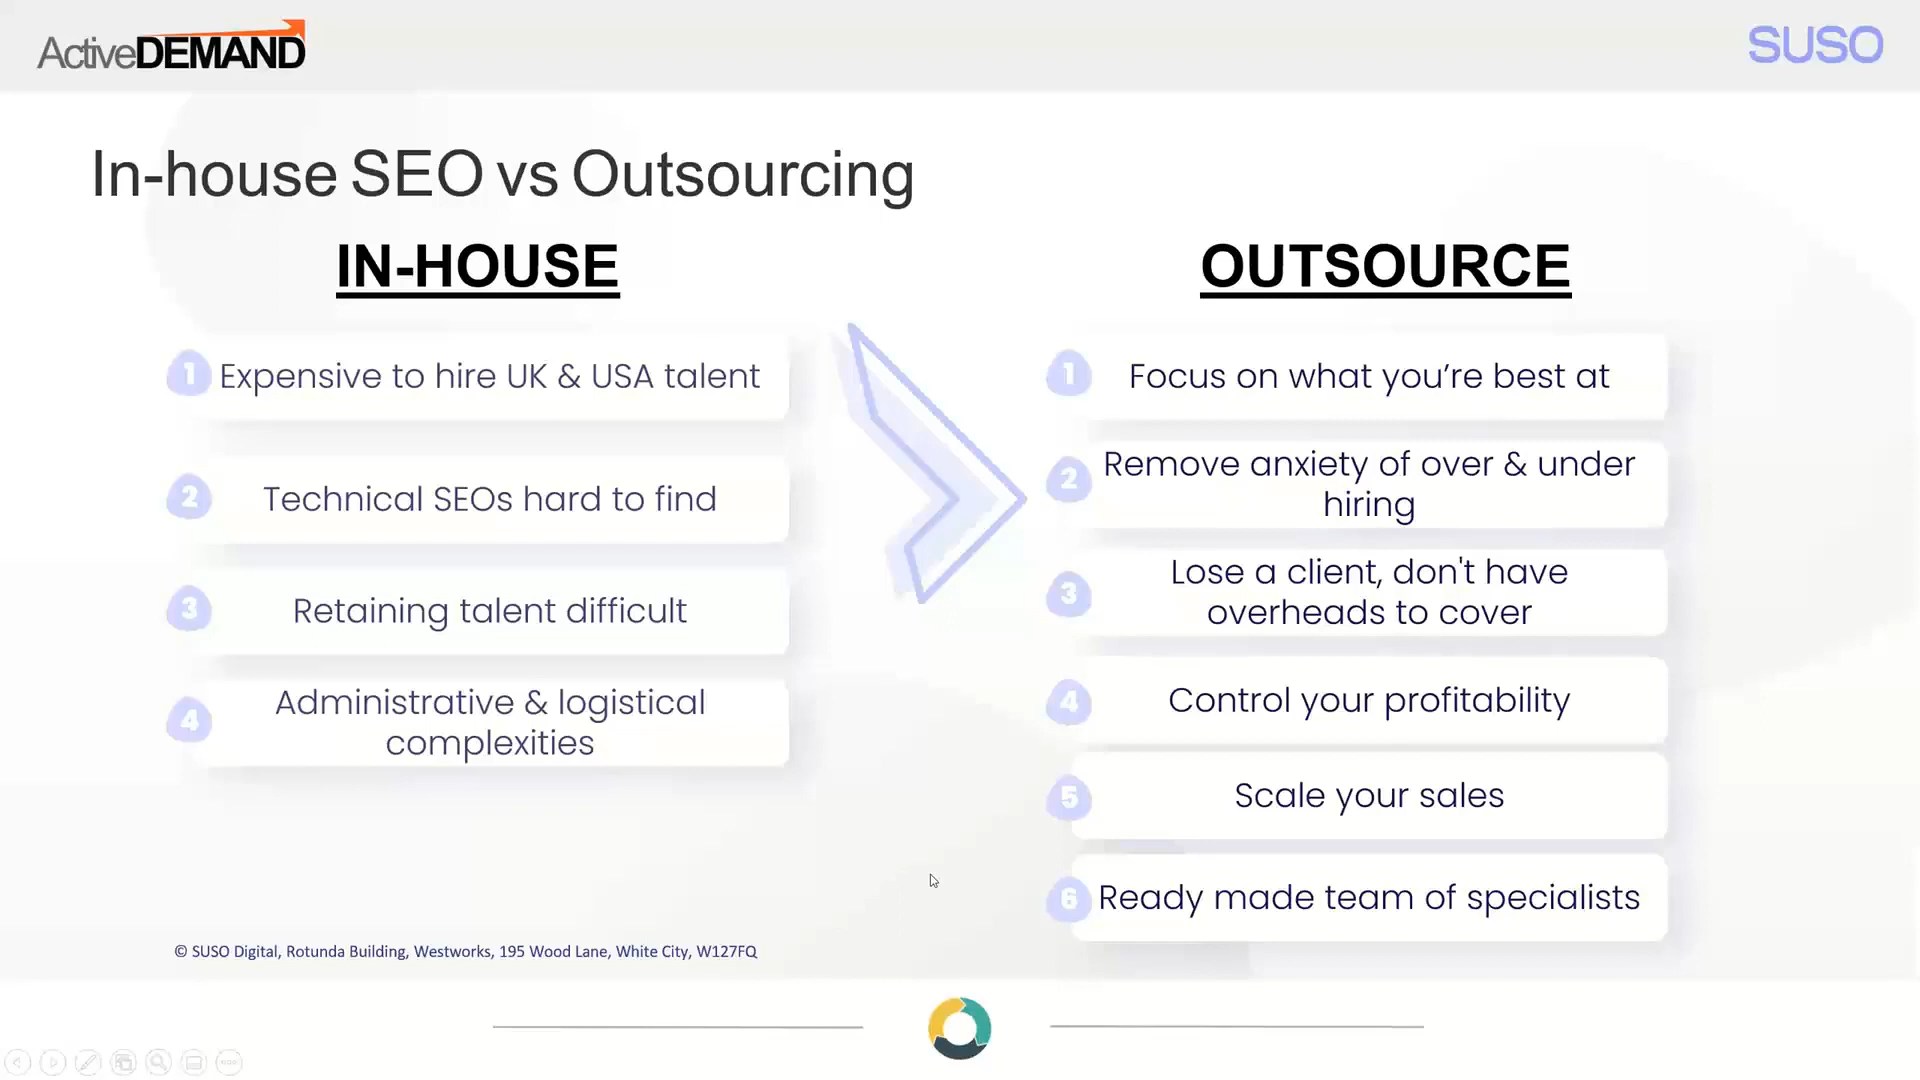 ActiveDEMAND
SUSO
In-house SEO vs Outsourcing
IN-HOUSE
1 Expensive to hire UK & USA talent
2 Technical SEOs hard to find
3 Retaining talent difficult
4 Administrative & logistical
complexities
OUTSOURCE
1 Focus on what you’re best at
2 Remove anxiety of over & under
hiring
3 Lose a client, don't have
overheads to cover
4 Control your profitability
5 Scale your sales
6 Ready made team of specialists
© SUSO Digital, Rotunda Building, Westworks, 195 Wood Lane, White City, W127FQ